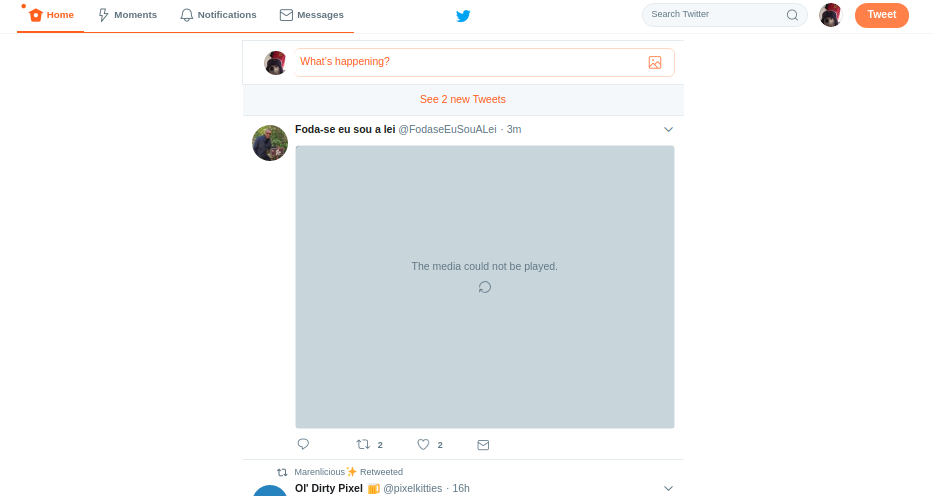 Home Moments Notifications Messages Search Twitter Tweet
What's happening?
See 2 new Tweets
Foda-se eu sou a lei @FodaseEuSouALei · 3m
The media could not be played.
2 2
Marenlicious✨ Retweeted
Ol' Dirty Pixel 🍻 @pixelkitties · 16h